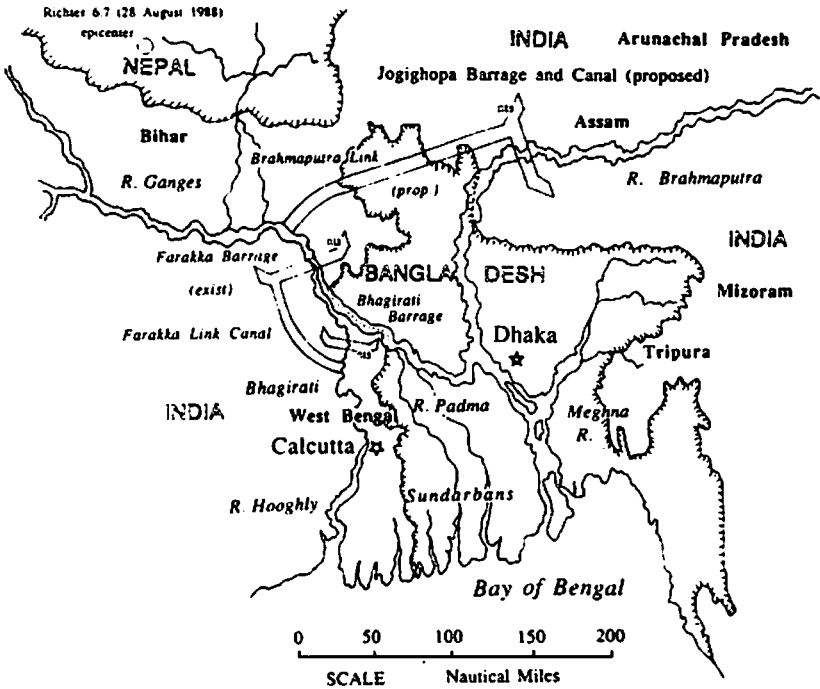 Richter 6.7 (28 August 1988)
epicenter
NEPAL
INDIA
Arunachal Pradesh
Jogighopa Barrage and Canal (proposed)
Bihar
Assam
Brahmaputra Link
(prop.)
R. Ganges
R. Brahmaputra
INDIA
Farakka Barrage
(exist)
BANGLA DESH
Mizoram
Bhagirati
Barrage
Farakka Link Canal
Dhaka
Tripura
Bhagirati
INDIA
West Bengal
R. Padma
Meghna
R.
Calcutta
R. Hooghly
Sundarbans
Bay of Bengal
0 50 100 150 200
SCALE Nautical Miles